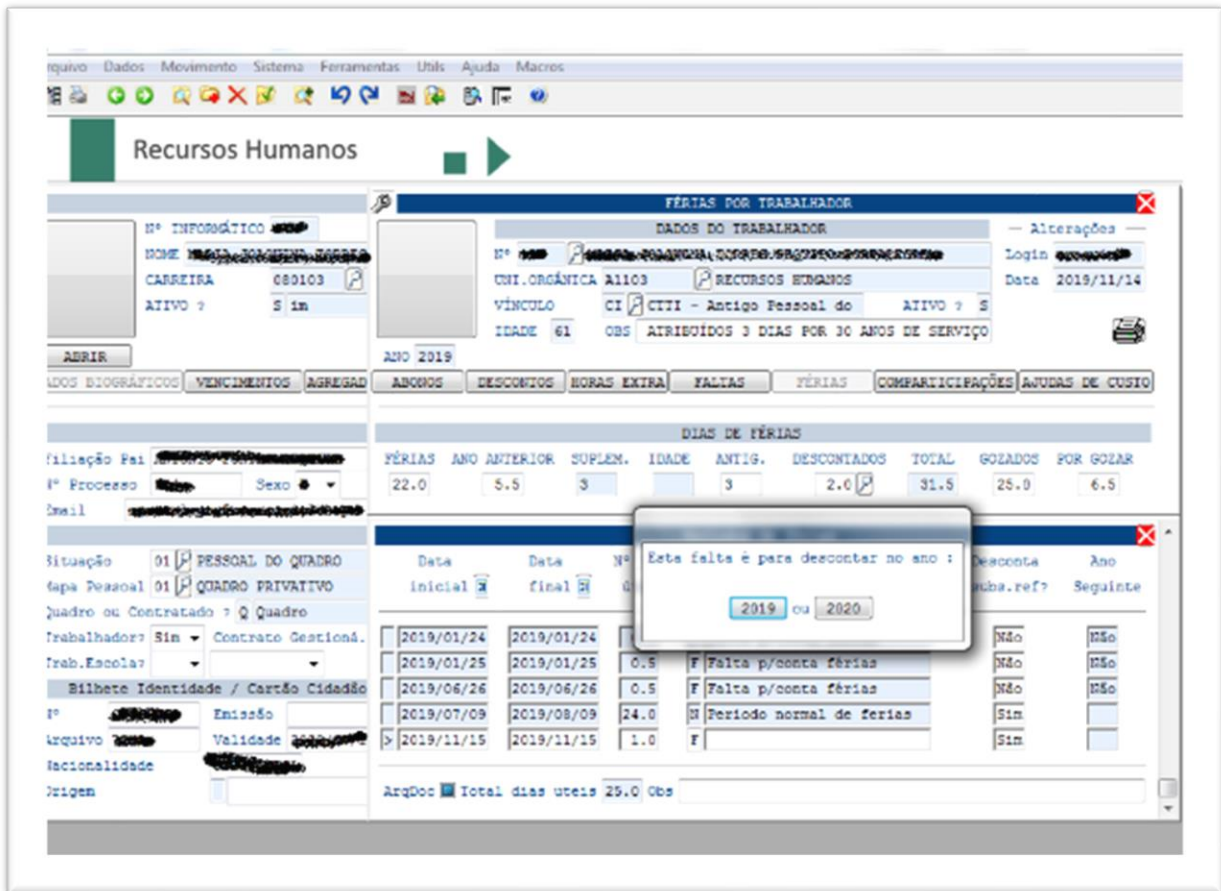 rquivo Dados Movimento Sistema Ferramentas Utils Ajuda Macros
Recursos Humanos
Nº INFORMÁTICO
NOME
CARREIRA 080103
ATIVO ? S im
ABRIR
ADOS BIOGRÁFICOS VENCIMENTOS AGREGAD
Filiação Pai
Nº Processo Sexo
Email
Situação 01 PESSOAL DO QUADRO
Mapa Pessoal 01 QUADRO PRIVATIVO
Quadro ou Contratado ? Q Quadro
Trabalhador? Sim Contrato Gestioná.
Trab.Escola?
Bilhete Identidade / Cartão Cidadão
Nº Emissão
Arquivo Validade
Nacionalidade
Origem
FÉRIAS POR TRABALHADOR
DADOS DO TRABALHADOR
Alterações
Nº Login
UNI.ORGÂNICA A1103 RECURSOS HUMANOS Data 2019/11/14
VÍNCULO CI CTTI - Antigo Pessoal do ATIVO ? S
IDADE 61 OBS ATRIBUÍDOS 3 DIAS POR 30 ANOS DE SERVIÇO
ANO 2019
ABONOS DESCONTOS HORAS EXTRA FALTAS FÉRIAS COMPARTICIPAÇÕES AJUDAS DE CUSTO
DIAS DE FÉRIAS
FÉRIAS ANO ANTERIOR SUPLEM. IDADE ANTIG. DESCONTADOS TOTAL GOZADOS POR GOZAR
22.0 5.5 3 3 2.0 31.5 25.0 6.5
Esta falta è para descontar no ano :
2019 ou 2020
Data Data Nº Desconta Ano
inicial final subs.ref? Seguinte
2019/01/24 2019/01/24 Não Não
2019/01/25 2019/01/25 0.5 F Falta p/conta férias Não Não
2019/06/26 2019/06/26 0.5 F Falta p/conta férias Não Não
2019/07/09 2019/08/09 24.0 N Periodo normal de ferias Sim
> 2019/11/15 2019/11/15 1.0 F Sim
ArqDoc Total dias uteis 25.0 Obs